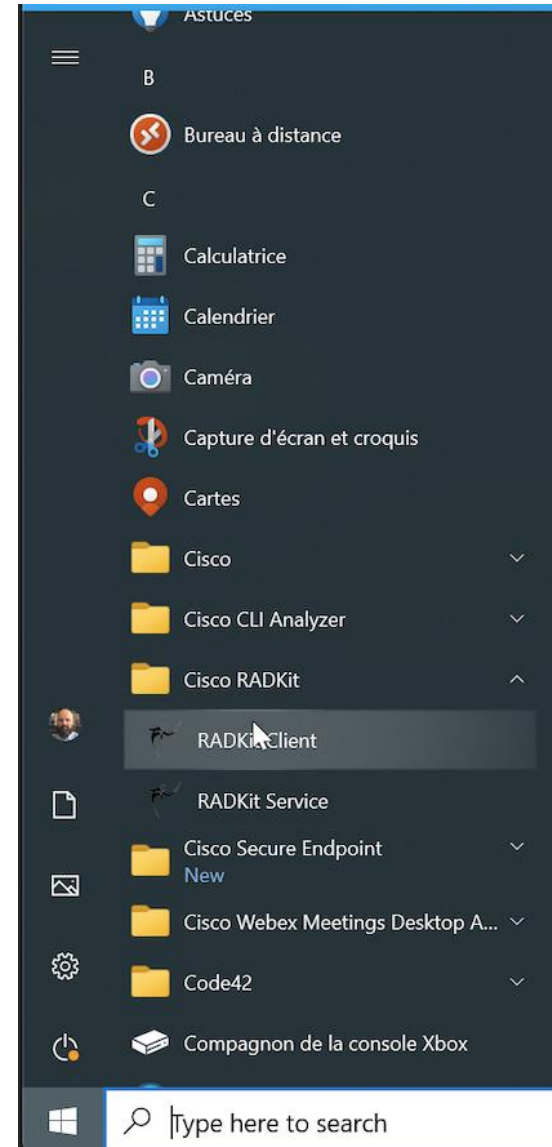 Astuces
B
Bureau à distance
C
Calculatrice
Calendrier
Caméra
Capture d'écran et croquis
Cartes
Cisco
Cisco CLI Analyzer
Cisco RADKit
RADKit Client
RADKit Service
Cisco Secure Endpoint
New
Cisco Webex Meetings Desktop A...
Code42
Compagnon de la console Xbox
Type here to search